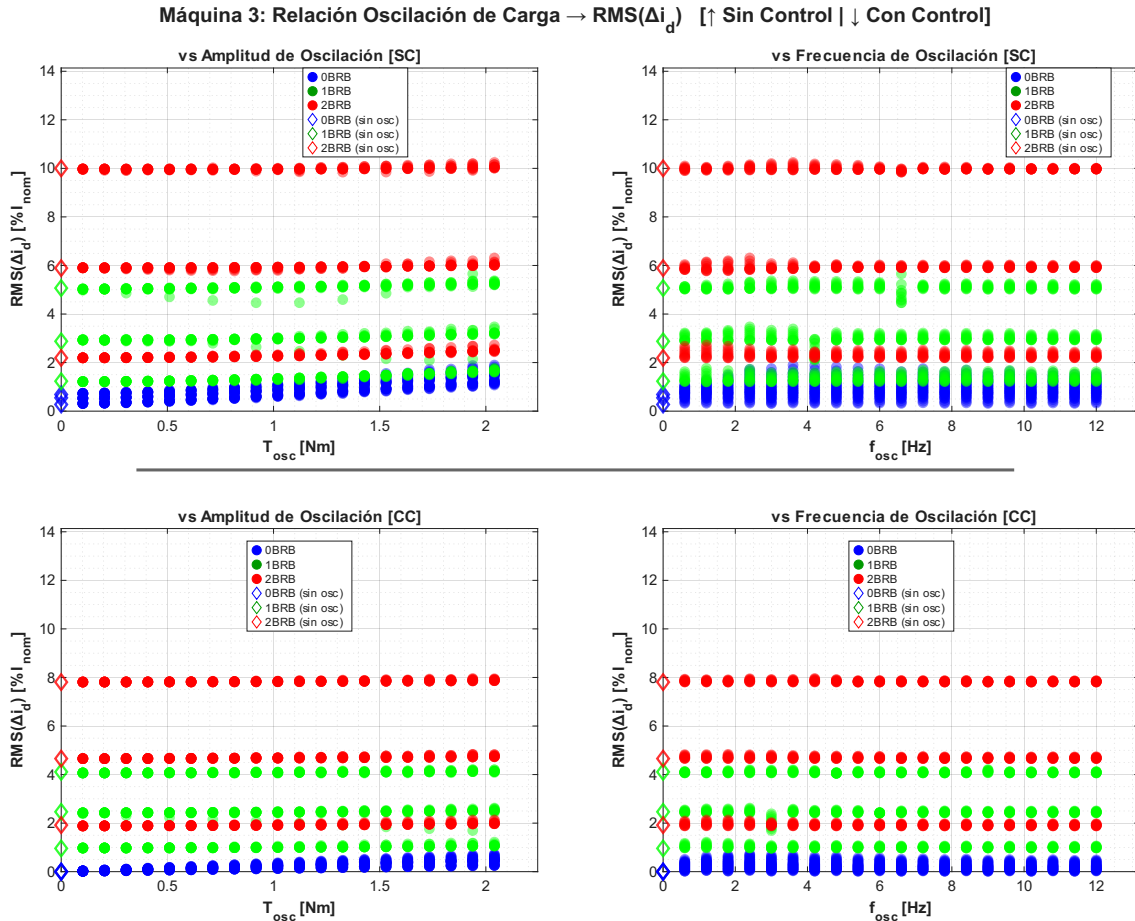 Máquina 3: Relación Oscilación de Carga → RMS(Δi_d) [↑ Sin Control | ↓ Con Control]
vs Amplitud de Oscilación [SC]
14
12
10
8
6
4
2
0
RMS(Δi_d) [%I_nom]
0BRB
1BRB
2BRB
0BRB (sin osc)
1BRB (sin osc)
2BRB (sin osc)
0 0.5 1 1.5 2
T_osc [Nm]
vs Frecuencia de Oscilación [SC]
14
12
10
8
6
4
2
0
RMS(Δi_d) [%I_nom]
0BRB
1BRB
2BRB
0BRB (sin osc)
1BRB (sin osc)
2BRB (sin osc)
0 2 4 6 8 10 12
f_osc [Hz]
vs Amplitud de Oscilación [CC]
14
12
10
8
6
4
2
0
RMS(Δi_d) [%I_nom]
0BRB
1BRB
2BRB
0BRB (sin osc)
1BRB (sin osc)
2BRB (sin osc)
0 0.5 1 1.5 2
T_osc [Nm]
vs Frecuencia de Oscilación [CC]
14
12
10
8
6
4
2
0
RMS(Δi_d) [%I_nom]
0BRB
1BRB
2BRB
0BRB (sin osc)
1BRB (sin osc)
2BRB (sin osc)
0 2 4 6 8 10 12
f_osc [Hz]